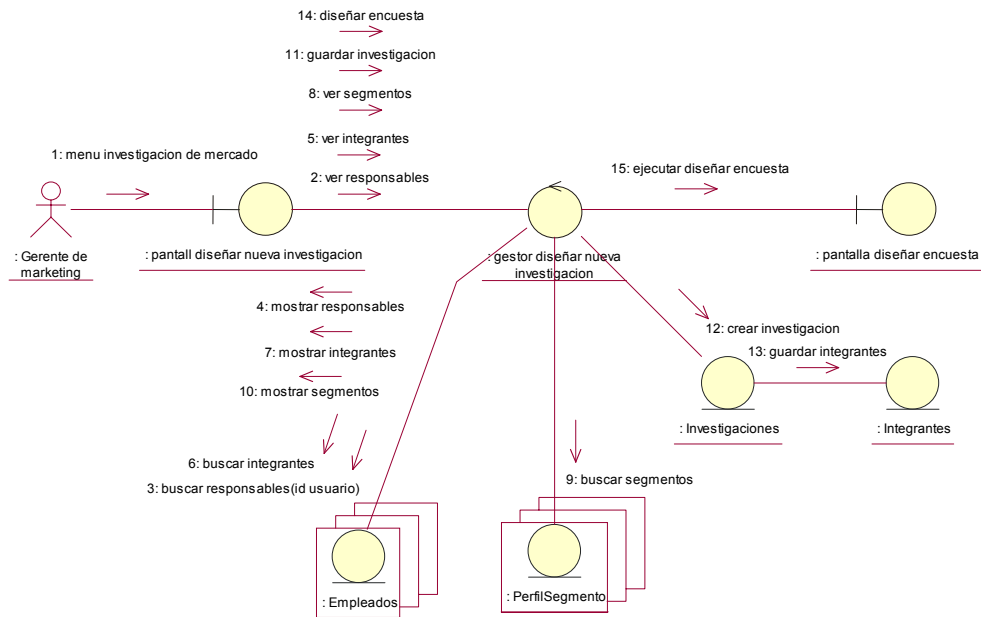 14: diseñar encuesta
11: guardar investigacion
8: ver segmentos
5: ver integrantes
1: menu investigacion de mercado
2: ver responsables
15: ejecutar diseñar encuesta
: Gerente de
marketing
: pantall diseñar nueva investigacion
: gestor diseñar nueva
investigacion
: pantalla diseñar encuesta
4: mostrar responsables
7: mostrar integrantes
10: mostrar segmentos
12: crear investigacion
13: guardar integrantes
: Investigaciones
: Integrantes
6: buscar integrantes
3: buscar responsables(id usuario)
9: buscar segmentos
: Empleados
: PerfilSegmento